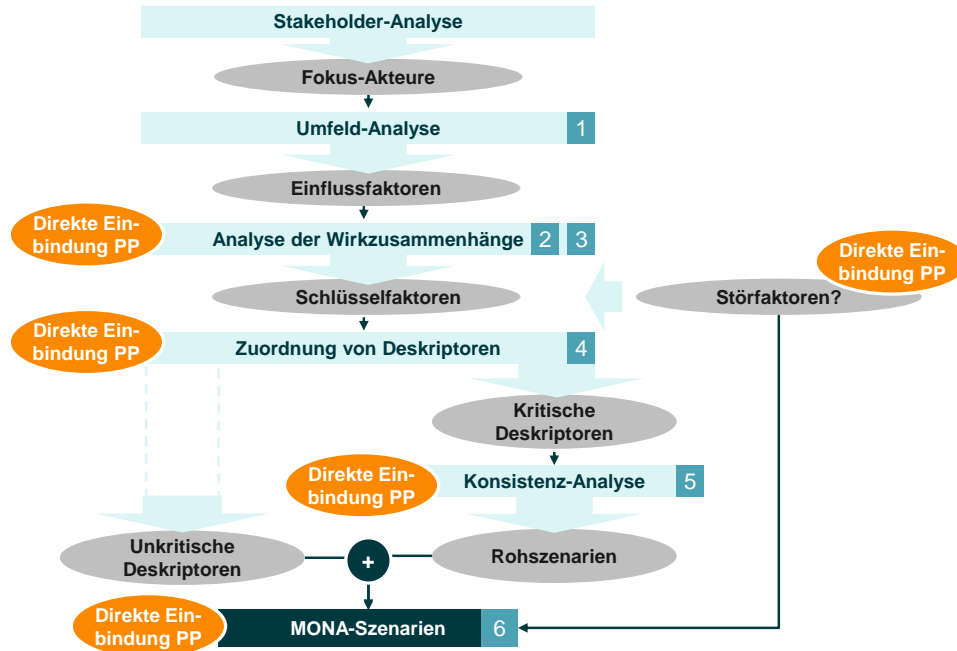 Stakeholder-Analyse
Fokus-Akteure
Umfeld-Analyse 1
Einflussfaktoren
Direkte Ein-
bindung PP
Analyse der Wirkzusammenhänge 2 3
Direkte Ein-
bindung PP
Schlüsselfaktoren
Störfaktoren?
Direkte Ein-
bindung PP
Zuordnung von Deskriptoren 4
Kritische
Deskriptoren
Direkte Ein-
bindung PP
Konsistenz-Analyse 5
Unkritische
Deskriptoren
+
Rohszenarien
Direkte Ein-
bindung PP
MONA-Szenarien 6